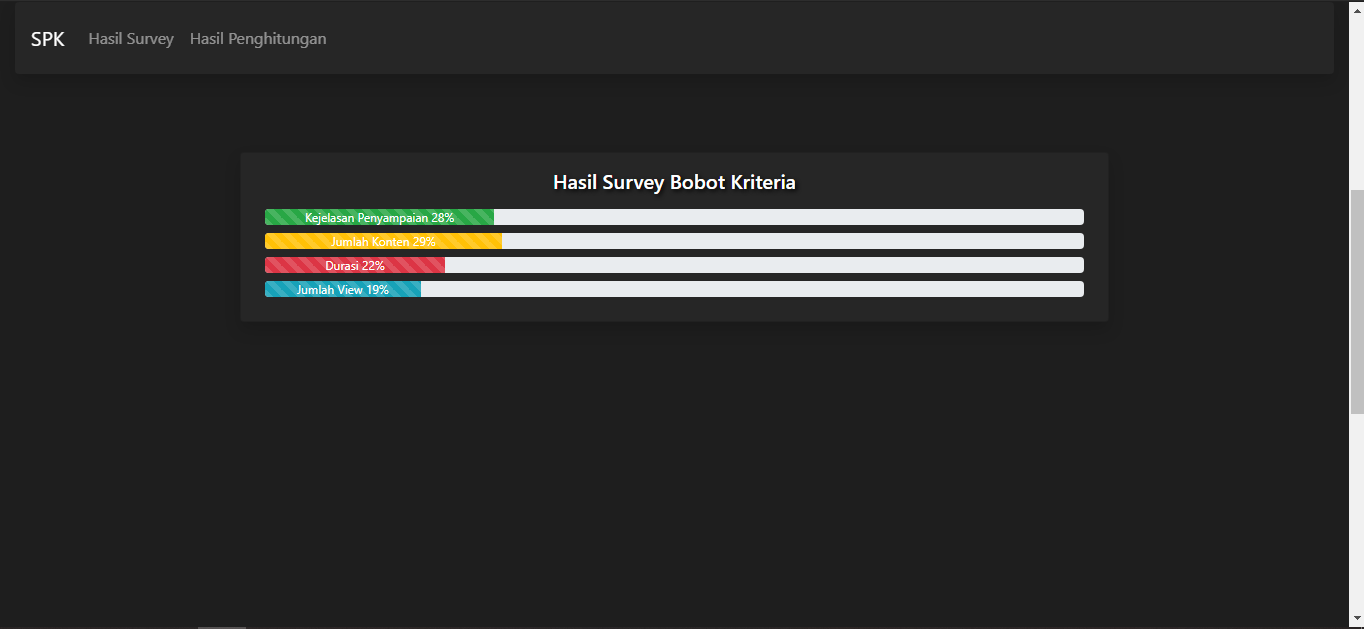 SPK Hasil Survey Hasil Penghitungan
Hasil Survey Bobot Kriteria
Kejelasan Penyampaian 28%
Jumlah Konten 29%
Durasi 22%
Jumlah View 19%